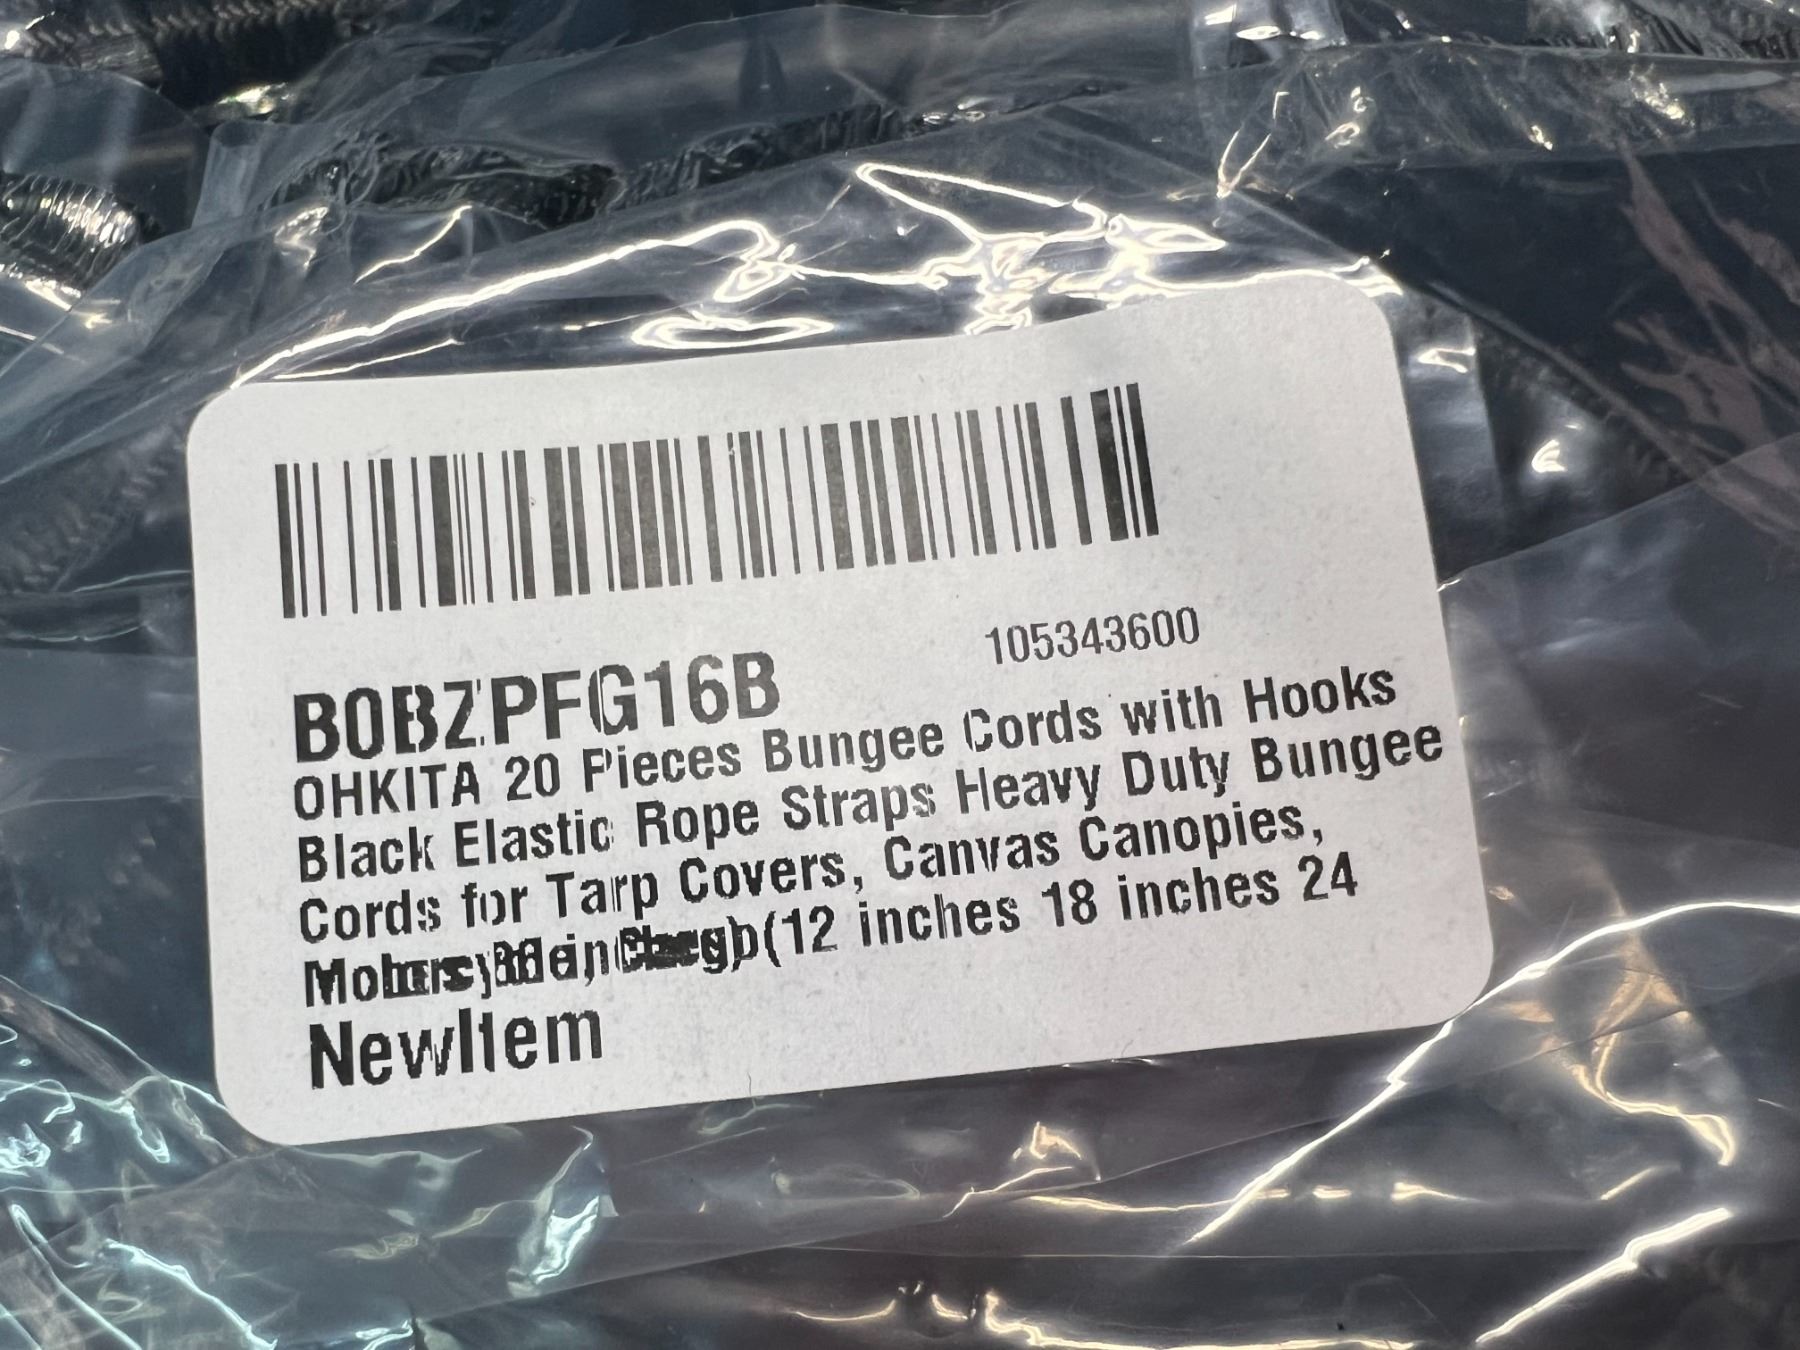 105343600
B0BZPFG16B
OHKITA 20 Pieces Bungee Cords with Hooks
Black Elastic Rope Straps Heavy Duty Bungee
Cords for Tarp Covers, Canvas Canopies,
(12 inches 18 inches 24
NewItem